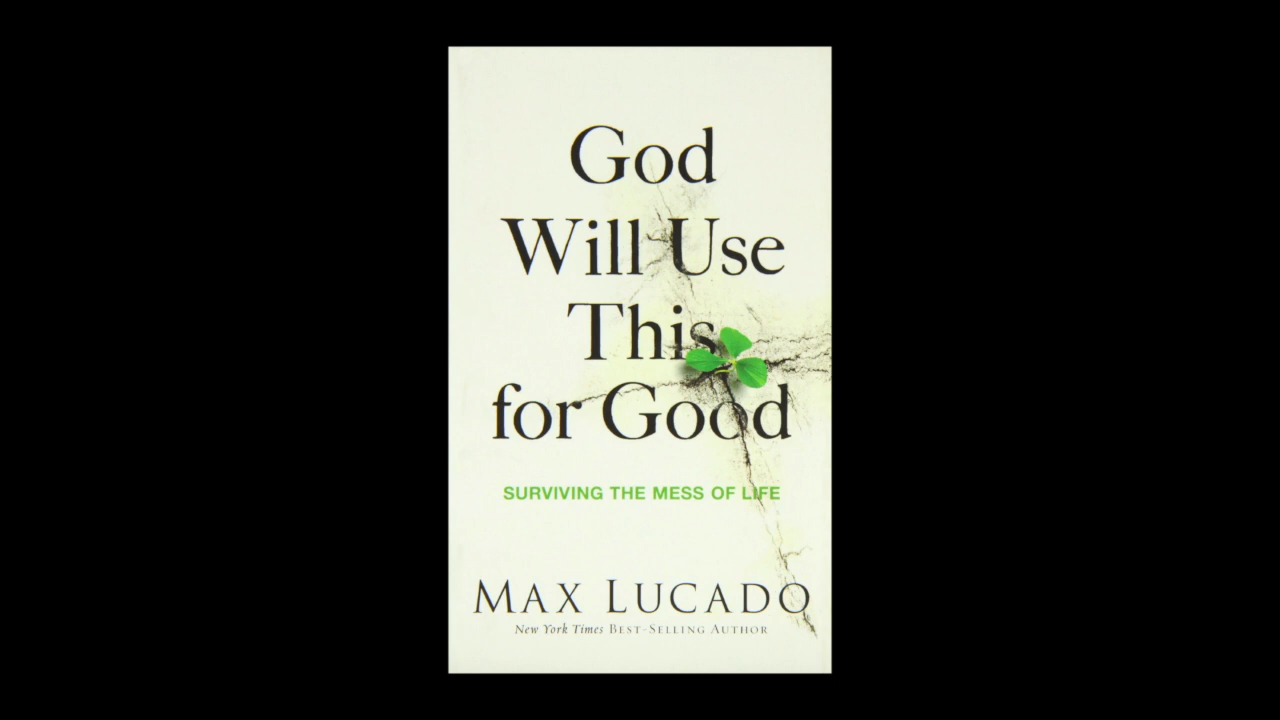 God
Will Use
This
for Good
SURVIVING THE MESS OF LIFE
MAX LUCADO
New York Times BEST-SELLING AUTHOR